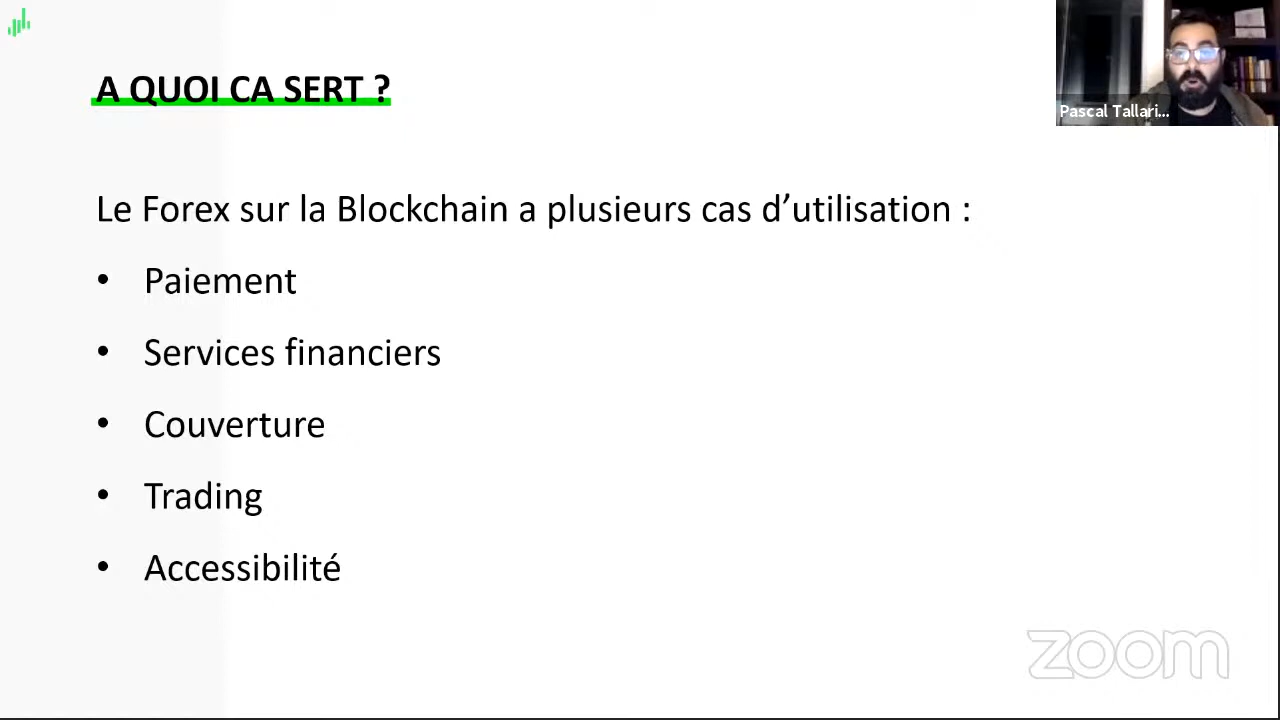 A QUOI CA SERT ?
Pascal Tallari...
Le Forex sur la Blockchain a plusieurs cas d’utilisation :
• Paiement
• Services financiers
• Couverture
• Trading
• Accessibilité
zoom